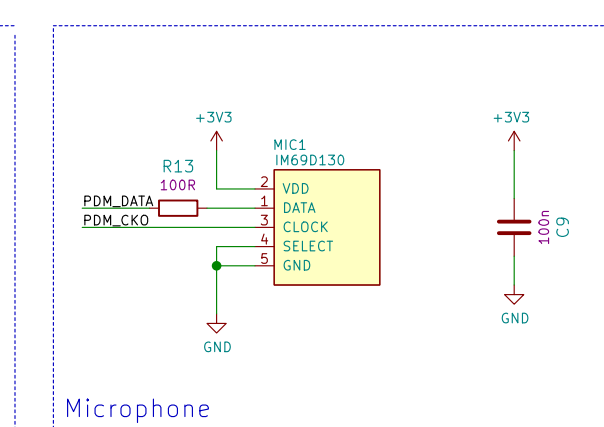 +3V3
+3V3
MIC1
IM69D130
R13
100R
2 VDD
PDM_DATA
1 DATA
PDM_CKO
3 CLOCK
4 SELECT
5 GND
100n
C9
GND
GND
Microphone